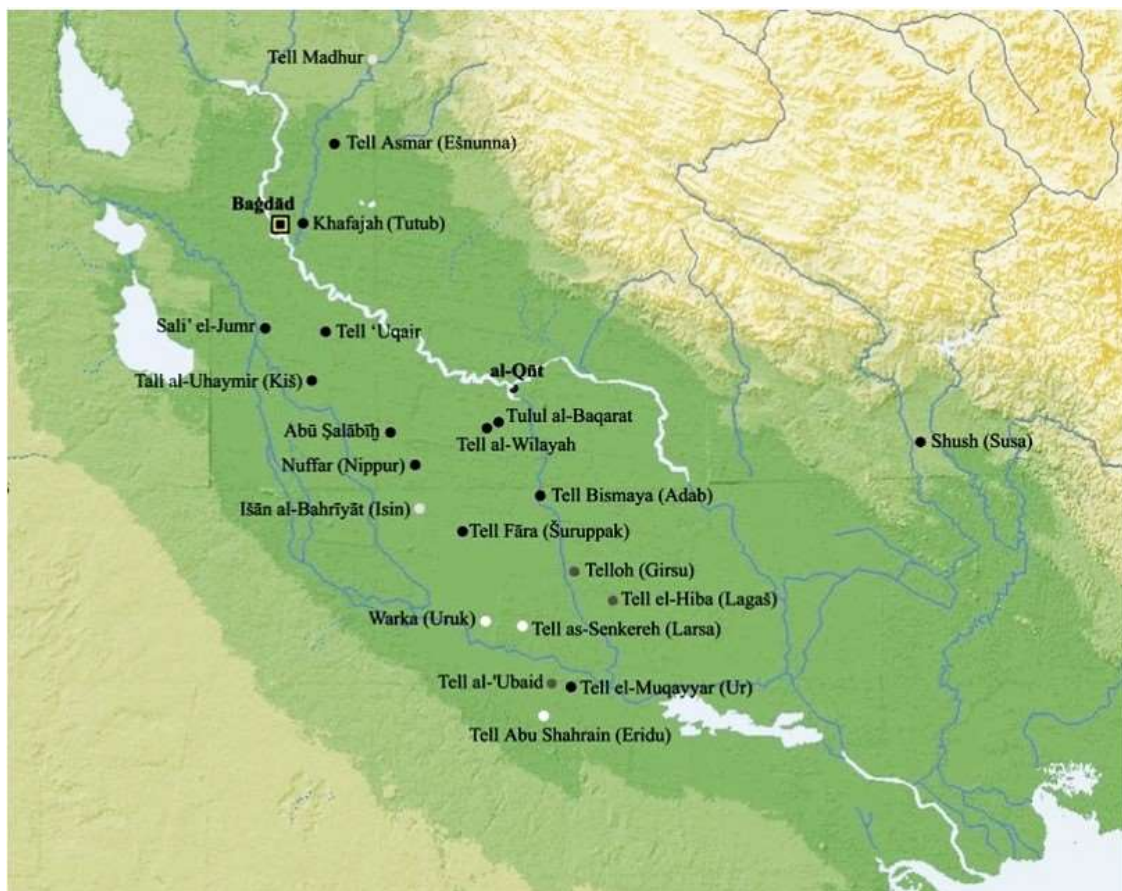 Tell Madhur
Tell Asmar (Ešnunna)
Baġdād
Khafajah (Tutub)
Sali’ el-Jumr
Tell ‘Uqair
al-Qūt
Tall al-Uhaymir (Kiš)
Tulul al-Baqarat
Abū Ṣalābīḫ
Tell al-Wilayah
Shush (Susa)
Nuffar (Nippur)
Tell Bismaya (Adab)
Išān al-Bahrīyāt (Isin)
Tell Fāra (Šuruppak)
Telloh (Girsu)
Tell el-Hiba (Lagaš)
Warka (Uruk)
Tell as-Senkereh (Larsa)
Tell al-'Ubaid
Tell el-Muqayyar (Ur)
Tell Abu Shahrain (Eridu)